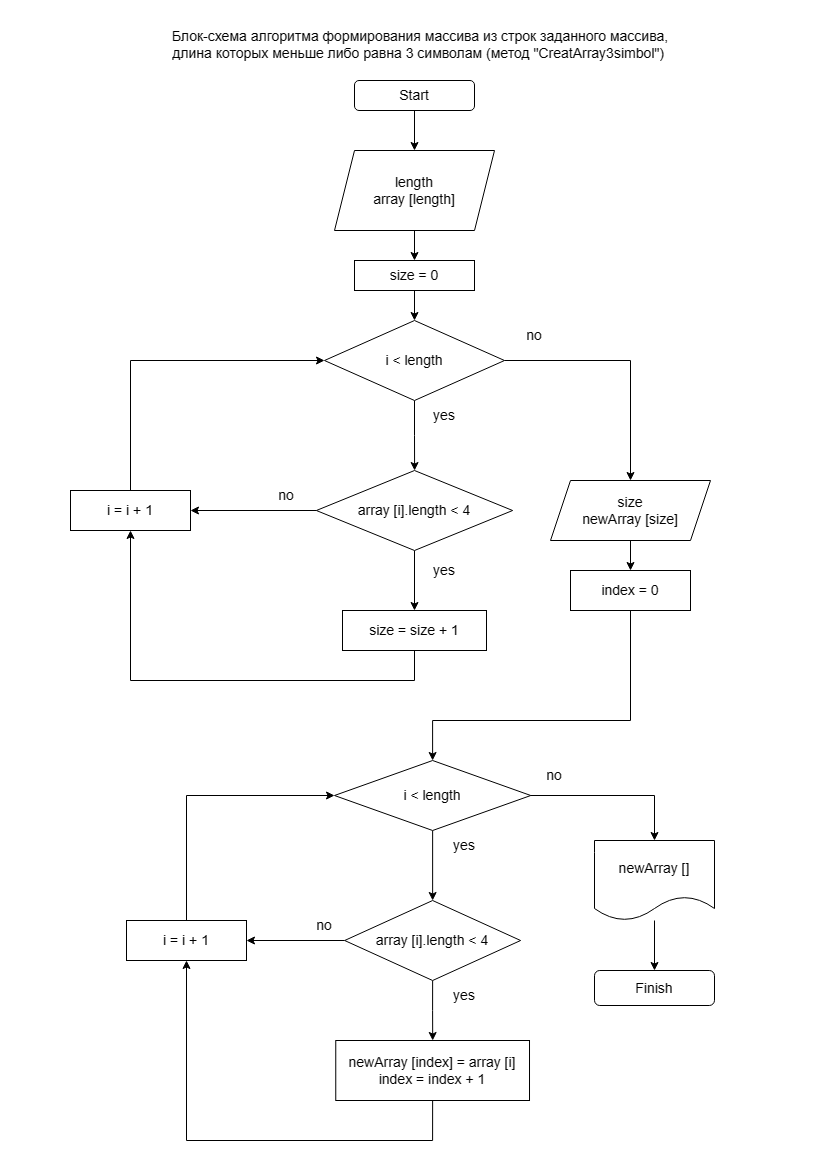 Блок-схема алгоритма формирования массива из строк заданного массива,
длина которых меньше либо равна 3 символам (метод "CreatArray3simbol")
Start
length
array [length]
size = 0
i < length
no
yes
i = i + 1
no
array [i].length < 4
yes
size = size + 1
size
newArray [size]
index = 0
i < length
no
yes
newArray []
i = i + 1
no
array [i].length < 4
yes
Finish
newArray [index] = array [i]
index = index + 1